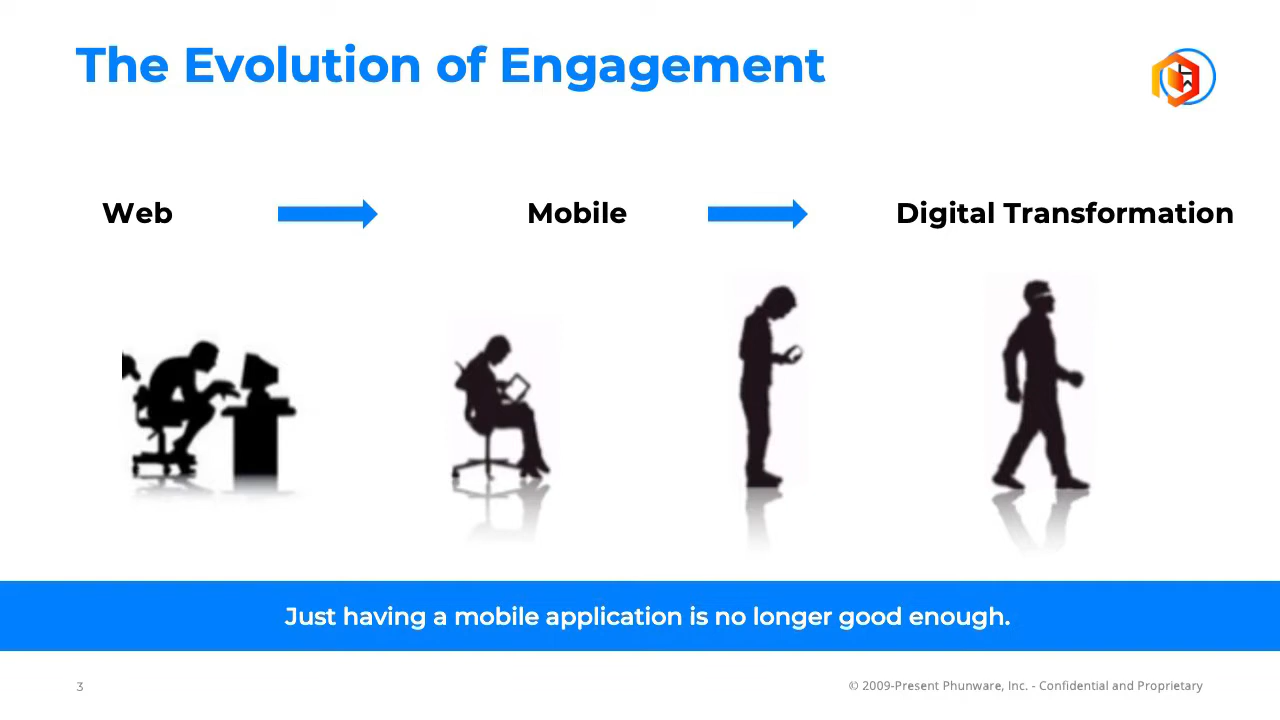 The Evolution of Engagement
Web
Mobile
Digital Transformation
Just having a mobile application is no longer good enough.
3
© 2009-Present Phunware, Inc. - Confidential and Proprietary